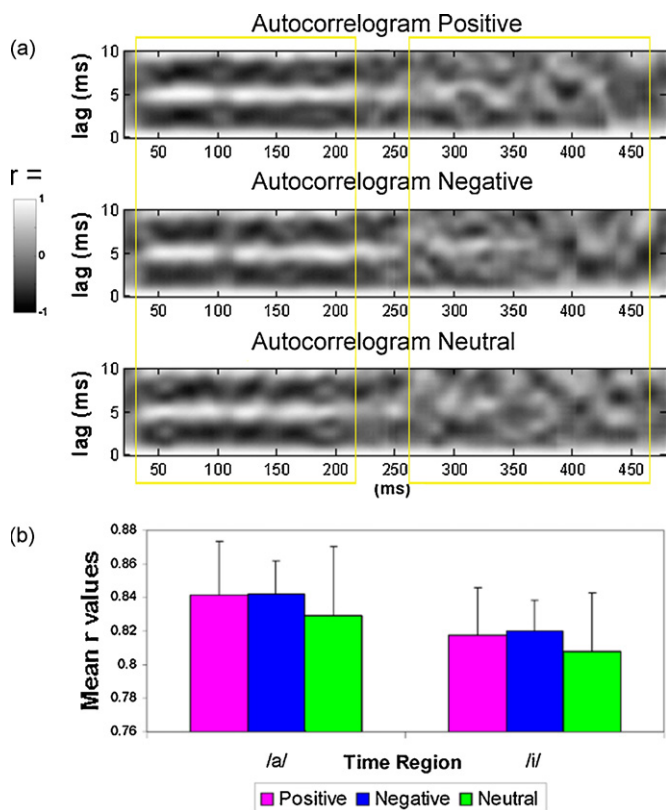 (a)
Autocorrelogram Positive
lag (ms)
10
5
0
50 100 150 200 250 300 350 400 450
r =
1
-1
Autocorrelogram Negative
lag (ms)
10
5
0
50 100 150 200 250 300 350 400 450
Autocorrelogram Neutral
lag (ms)
10
5
0
50 100 150 200 250 300 350 400 450
(ms)
(b)
Mean r values
0.88
0.86
0.84
0.82
0.8
0.78
0.76
/a/ Time Region /i/
Positive Negative Neutral